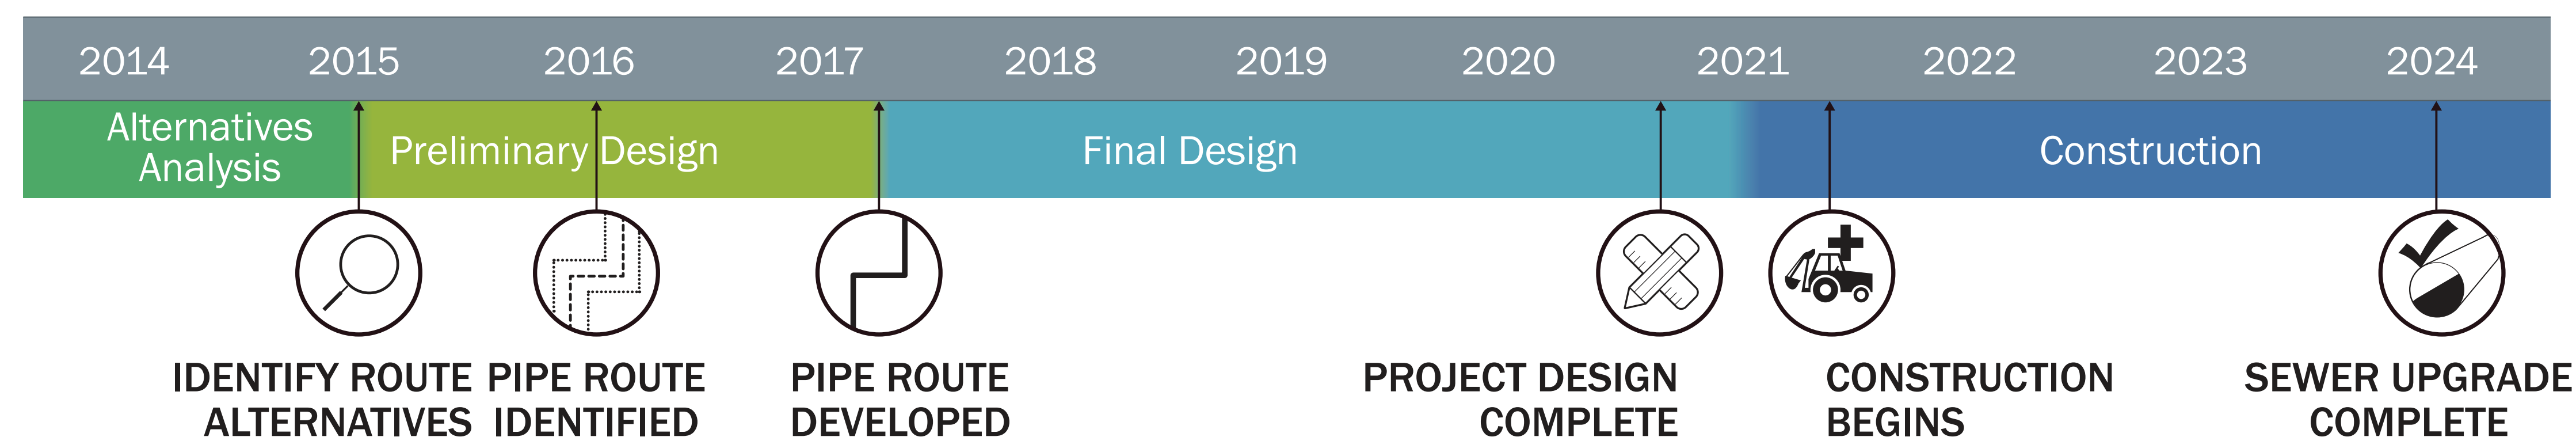 2014 2015 2016 2017 2018 2019 2020 2021 2022 2023 2024
Alternatives
Analysis
Preliminary Design
Final Design
Construction
IDENTIFY ROUTE
ALTERNATIVES
PIPE ROUTE
IDENTIFIED
PIPE ROUTE
DEVELOPED
PROJECT DESIGN
COMPLETE
CONSTRUCTION
BEGINS
SEWER UPGRADE
COMPLETE